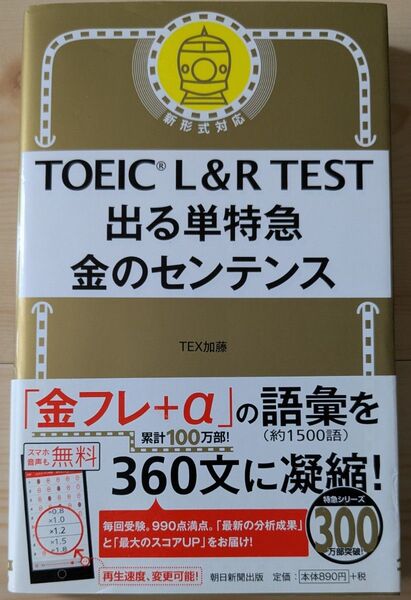 新形式対応
TOEIC® L&R TEST
出る単特急
金のセンテンス
TEX加藤
「金フレ+α」の語彙を
累計100万部!
(約1500語)
スマホ
音声も
無料
360文に凝縮!
×0.8
×1.0
×1.2
×1.5
×1.8
毎回受験。990点満点。「最新の分析成果」
と「最大のスコアUP」をお届け!
特急シリーズ
300
万部突破!
再生速度、変更可能!
朝日新聞出版 定価:本体890円+税